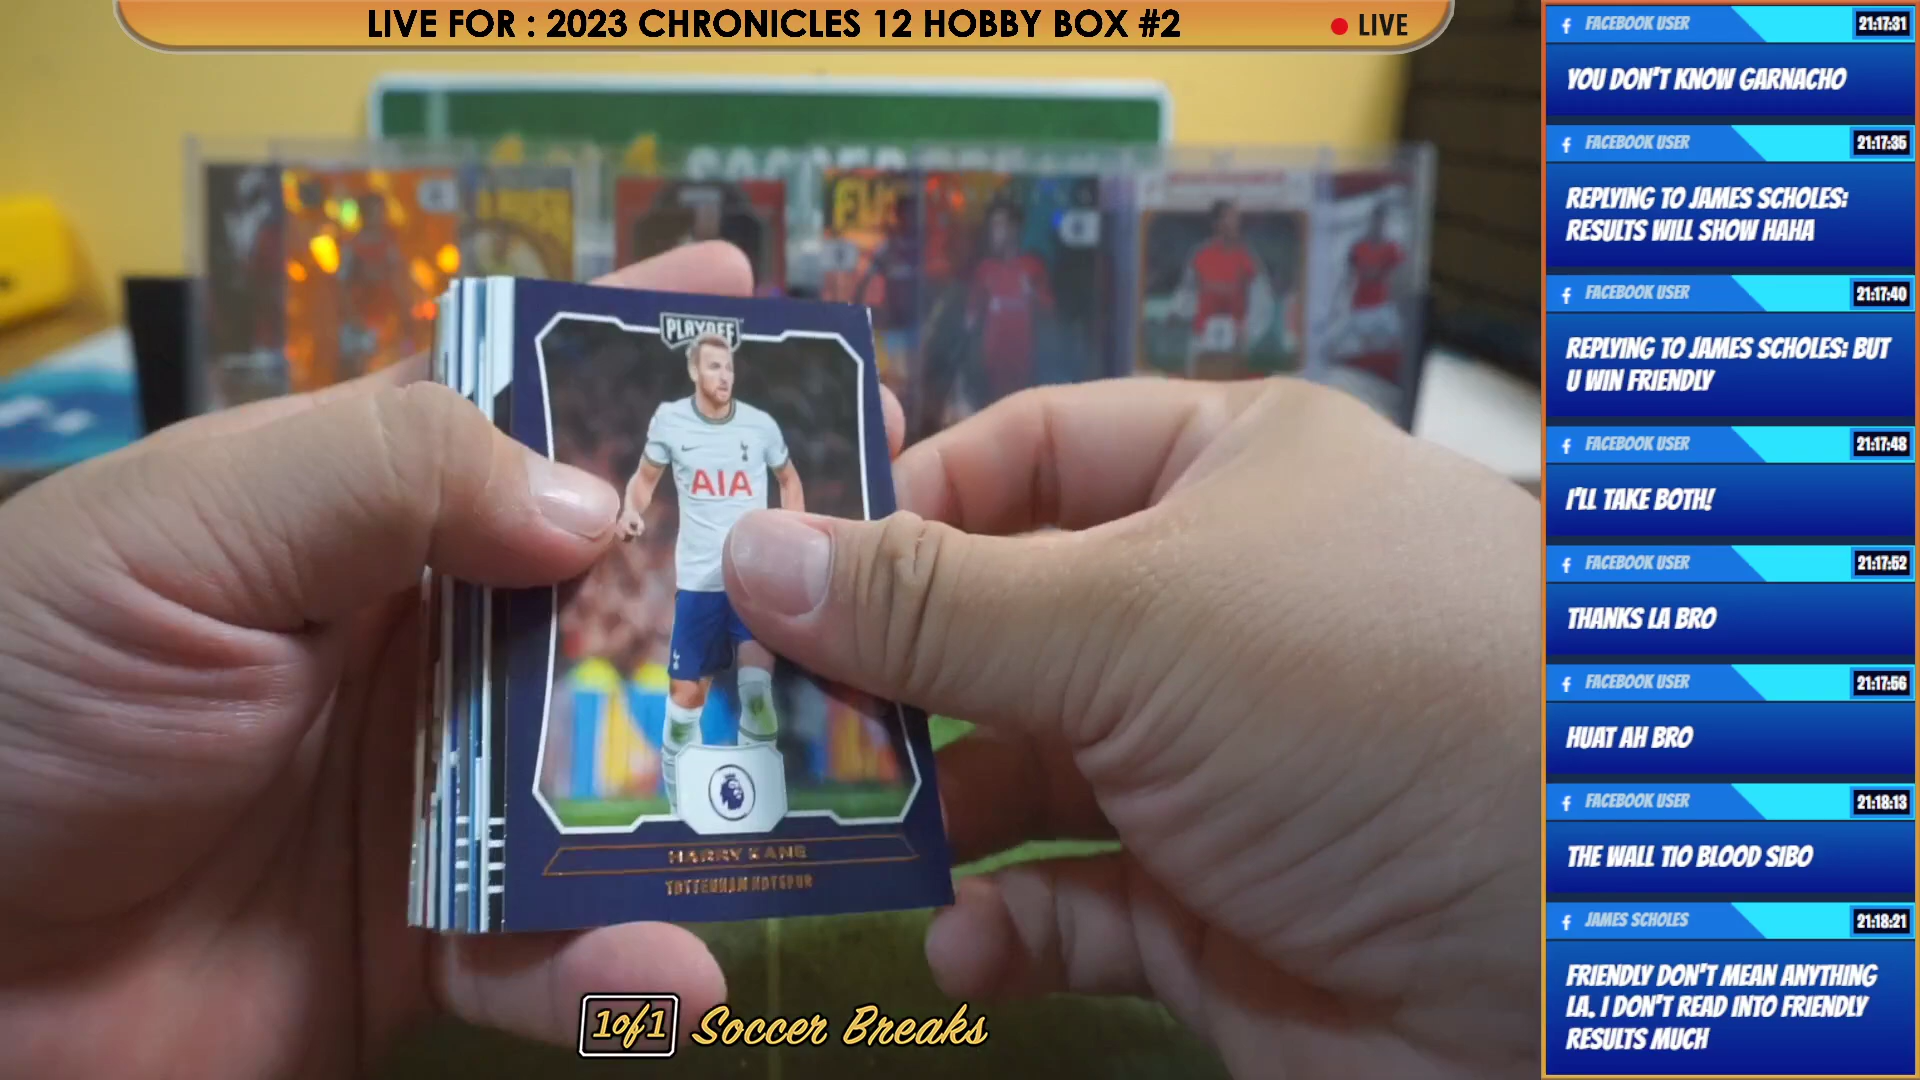 LIVE FOR : 2023 CHRONICLES 12 HOBBY BOX #2
LIVE
PLAYOFF
AIA
HARRY KANE
TOTTENHAM HOTSPUR
1of1 Soccer Breaks
FACEBOOK USER 21:17:31
YOU DON'T KNOW GARNACHO
FACEBOOK USER 21:17:35
REPLYING TO JAMES SCHOLES:
RESULTS WILL SHOW HAHA
FACEBOOK USER 21:17:40
REPLYING TO JAMES SCHOLES: BUT
U WIN FRIENDLY
FACEBOOK USER 21:17:48
I'LL TAKE BOTH!
FACEBOOK USER 21:17:52
THANKS LA BRO
FACEBOOK USER 21:17:56
HUAT AH BRO
FACEBOOK USER 21:18:13
THE WALL TIO BLOOD SIBO
JAMES SCHOLES 21:18:21
FRIENDLY DON'T MEAN ANYTHING
LA. I DON'T READ INTO FRIENDLY
RESULTS MUCH